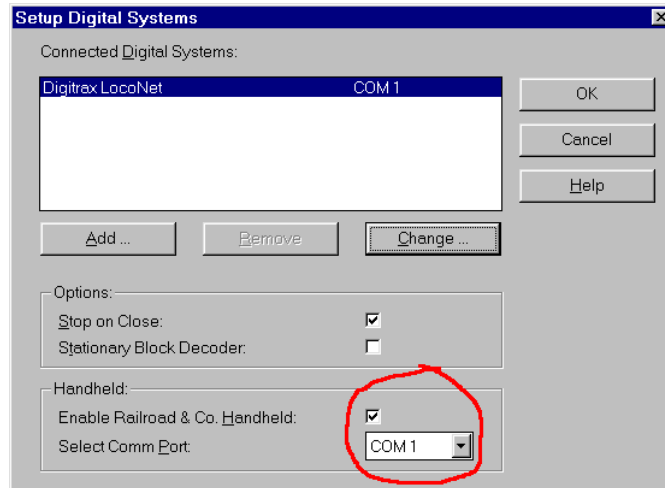 Setup Digital Systems
Connected Digital Systems:
Digitrax LocoNet COM 1
OK
Cancel
Help
Add ... Remove Change ...
Options:
Stop on Close:
Stationary Block Decoder:
Handheld:
Enable Railroad & Co. Handheld:
Select Comm Port: COM 1